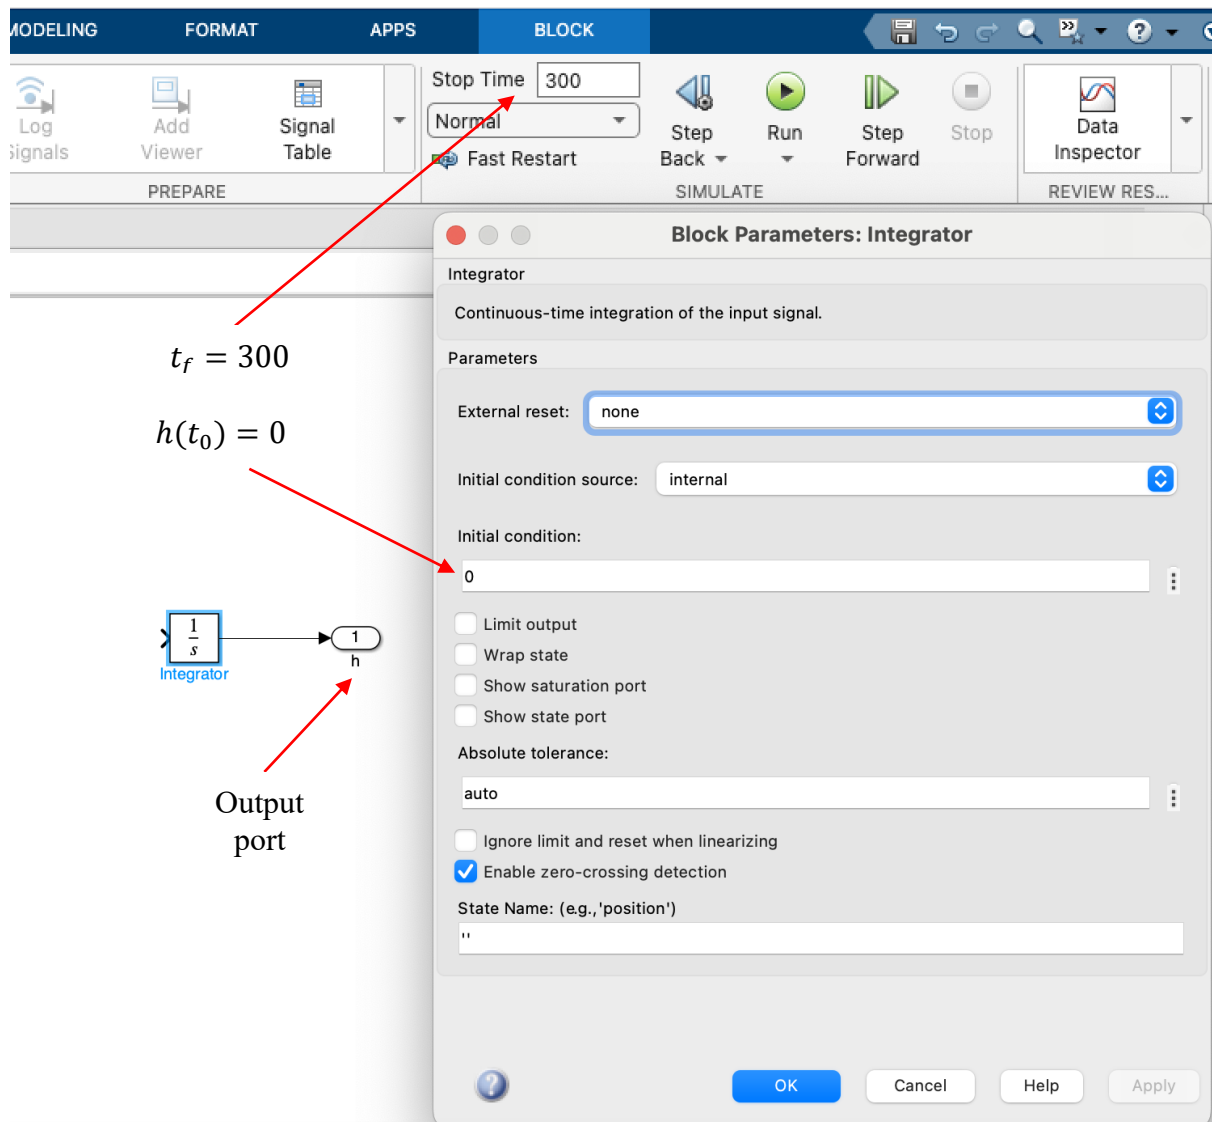 MODELING FORMAT APPS BLOCK
Stop Time 300
Normal
Fast Restart
Log
Signals
Add
Viewer
Signal
Table
Step
Back
Run
Step
Forward
Stop
Data
Inspector
PREPARE SIMULATE REVIEW RES...
Block Parameters: Integrator
Integrator
Continuous-time integration of the input signal.
Parameters
External reset: none
Initial condition source: internal
Initial condition:
0
Limit output
Wrap state
Show saturation port
Show state port
Absolute tolerance:
auto
Ignore limit and reset when linearizing
Enable zero-crossing detection
State Name: (e.g.,'position')
''
OK Cancel Help Apply
t_f = 300
h(t_0) = 0
1
s
Integrator
1
h
Output
port